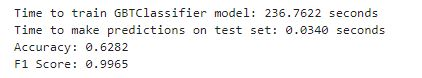 Time to train GBTClassifier model: 236.7622 seconds
Time to make predictions on test set: 0.0340 seconds
Accuracy: 0.6282
F1 Score: 0.9965